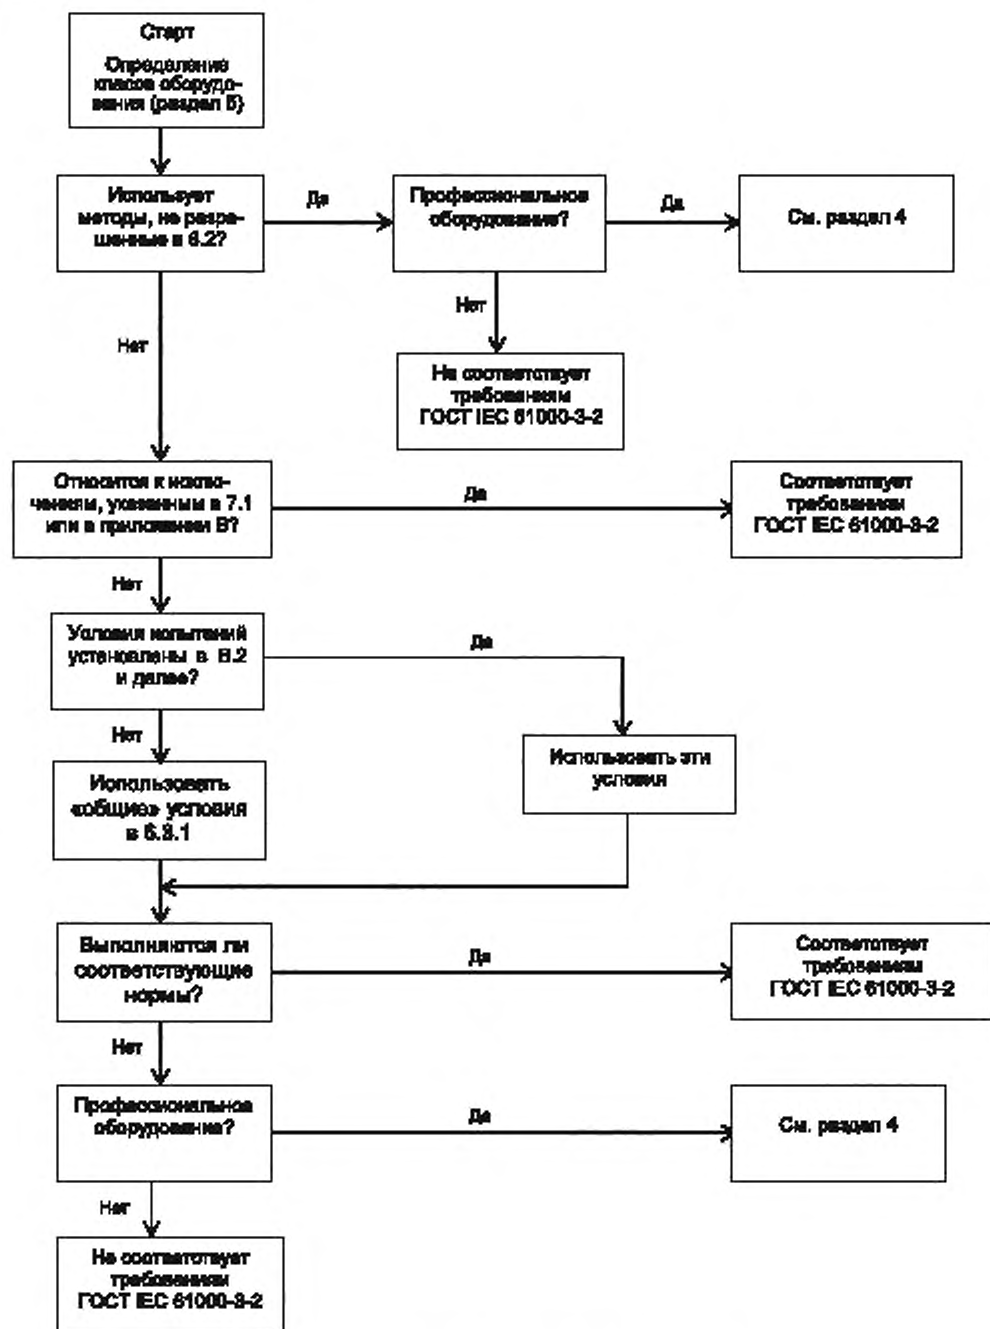 Старт
Определение
класса оборудо-
вания (раздел 5)
Использует
методы, не разре-
шенные в 6.2?
Да
Профессиональное
оборудование?
Да
См. раздел 4
Нет
Нет
Не соответствует
требованиям
ГОСТ IEC 61000-3-2
Относится к исклю-
чениям, указанным в 7.1
или в приложении В?
Да
Соответствует
требованиям
ГОСТ IEC 61000-3-2
Нет
Условия испытаний
установлены в В.2
и далее?
Да
Нет
Использовать эти
условия
Использовать
«общие» условия
в 6.3.1
Выполняются ли
соответствующие
нормы?
Да
Соответствует
требованиям
ГОСТ IEC 61000-3-2
Нет
Профессиональное
оборудование?
Да
См. раздел 4
Нет
Не соответствует
требованиям
ГОСТ IEC 61000-3-2